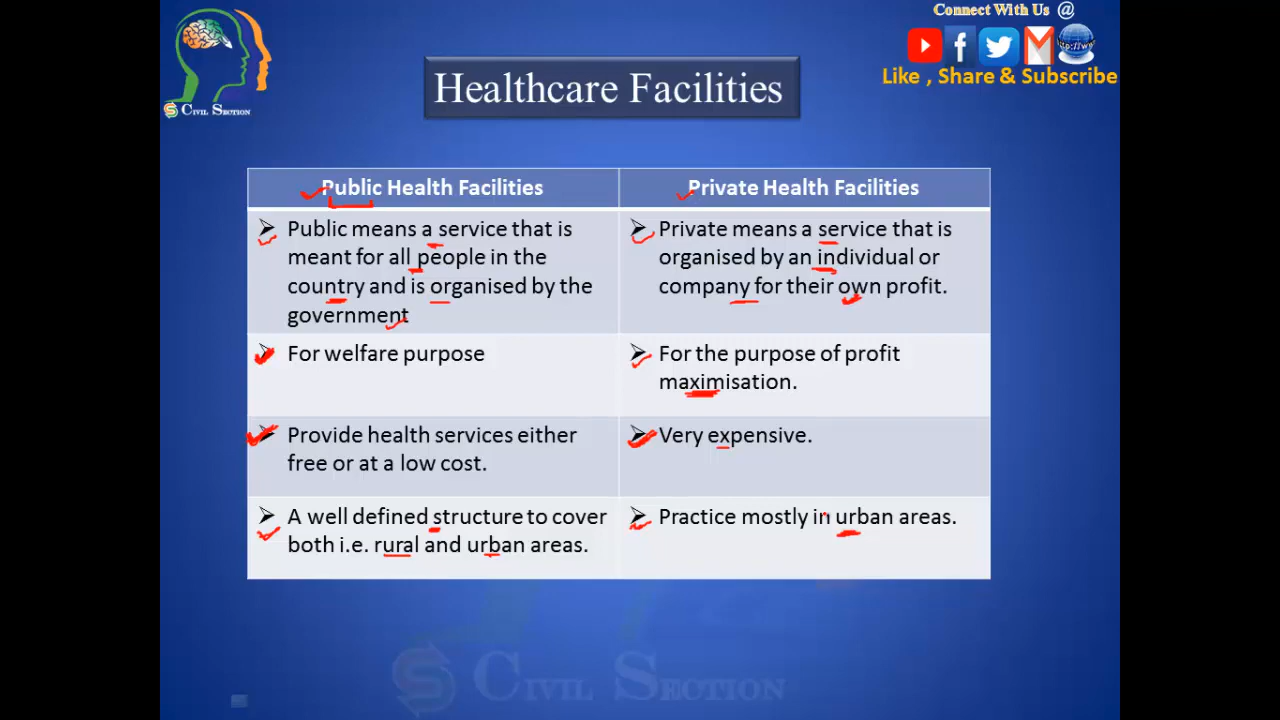 Connect With Us @
http://ww
Like , Share & Subscribe
CIVIL SECTION
Healthcare Facilities
Public Health Facilities
Private Health Facilities
Public means a service that is
meant for all people in the
country and is organised by the
government
Private means a service that is
organised by an individual or
company for their own profit.
For welfare purpose
For the purpose of profit
maximisation.
Provide health services either
free or at a low cost.
Very expensive.
A well defined structure to cover
both i.e. rural and urban areas.
Practice mostly in urban areas.
CIVIL SECTION